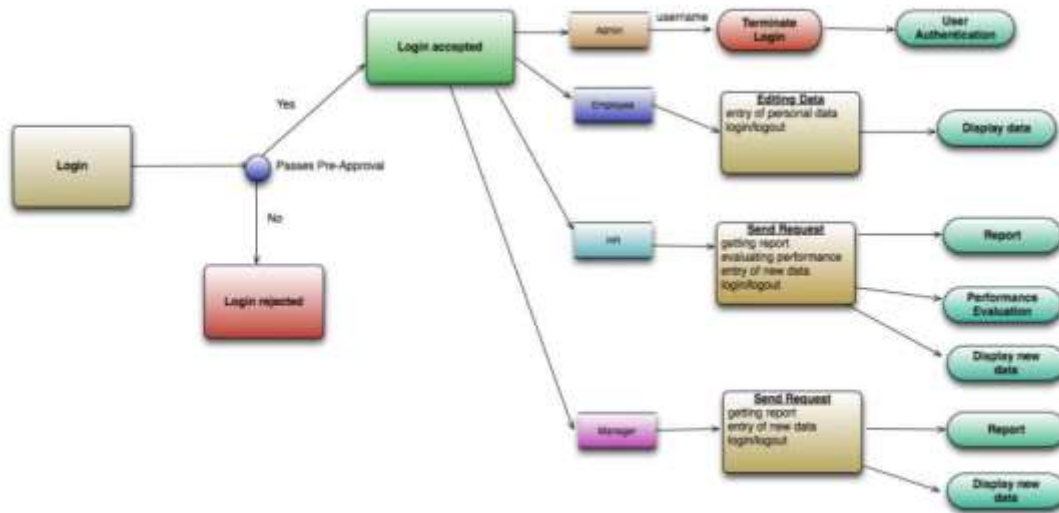 Login
Passes Pre-Approval
Yes
No
Login rejected
Login accepted
Admin
username
Terminate
Login
User
Authentication
Employee
Editing Data
entry of personal data
login/logout
Display data
HR
Send Request
getting report
evaluating performance
entry of new data
login/logout
Report
Performance
Evaluation
Display new
data
Manager
Send Request
getting report
entry of new data
login/logout
Report
Display new
data